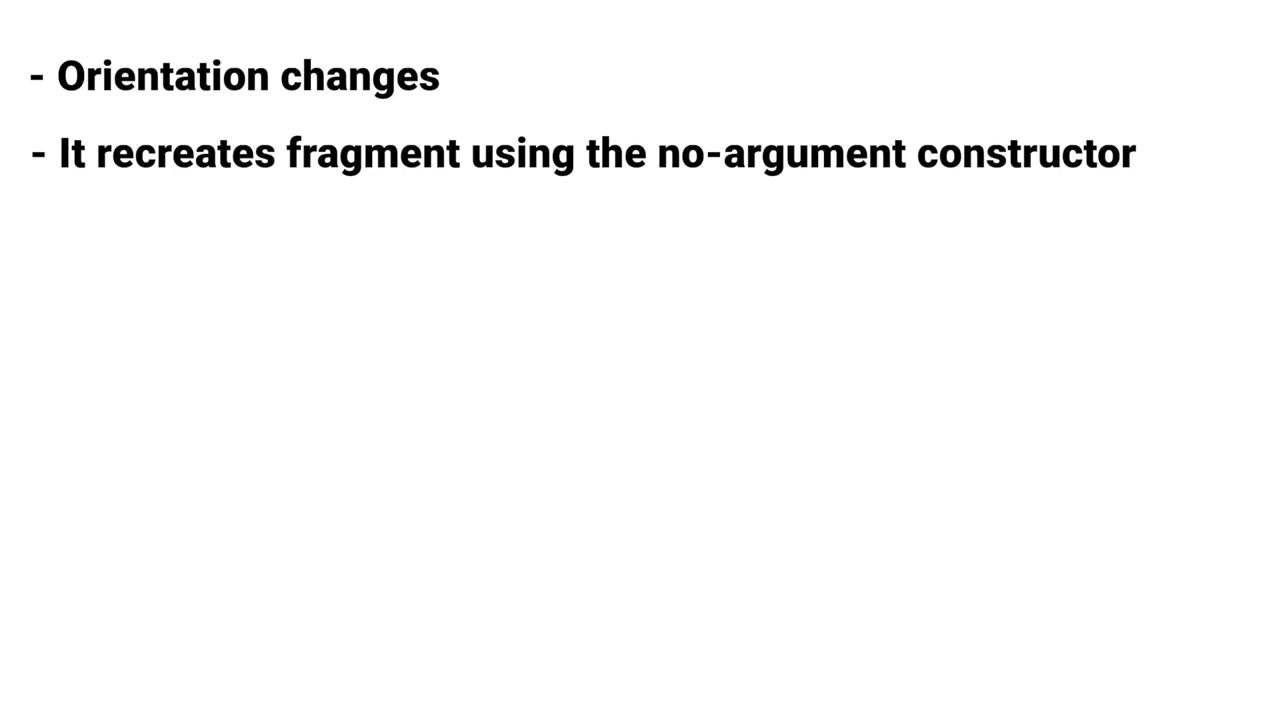 - Orientation changes
- It recreates fragment using the no-argument constructor